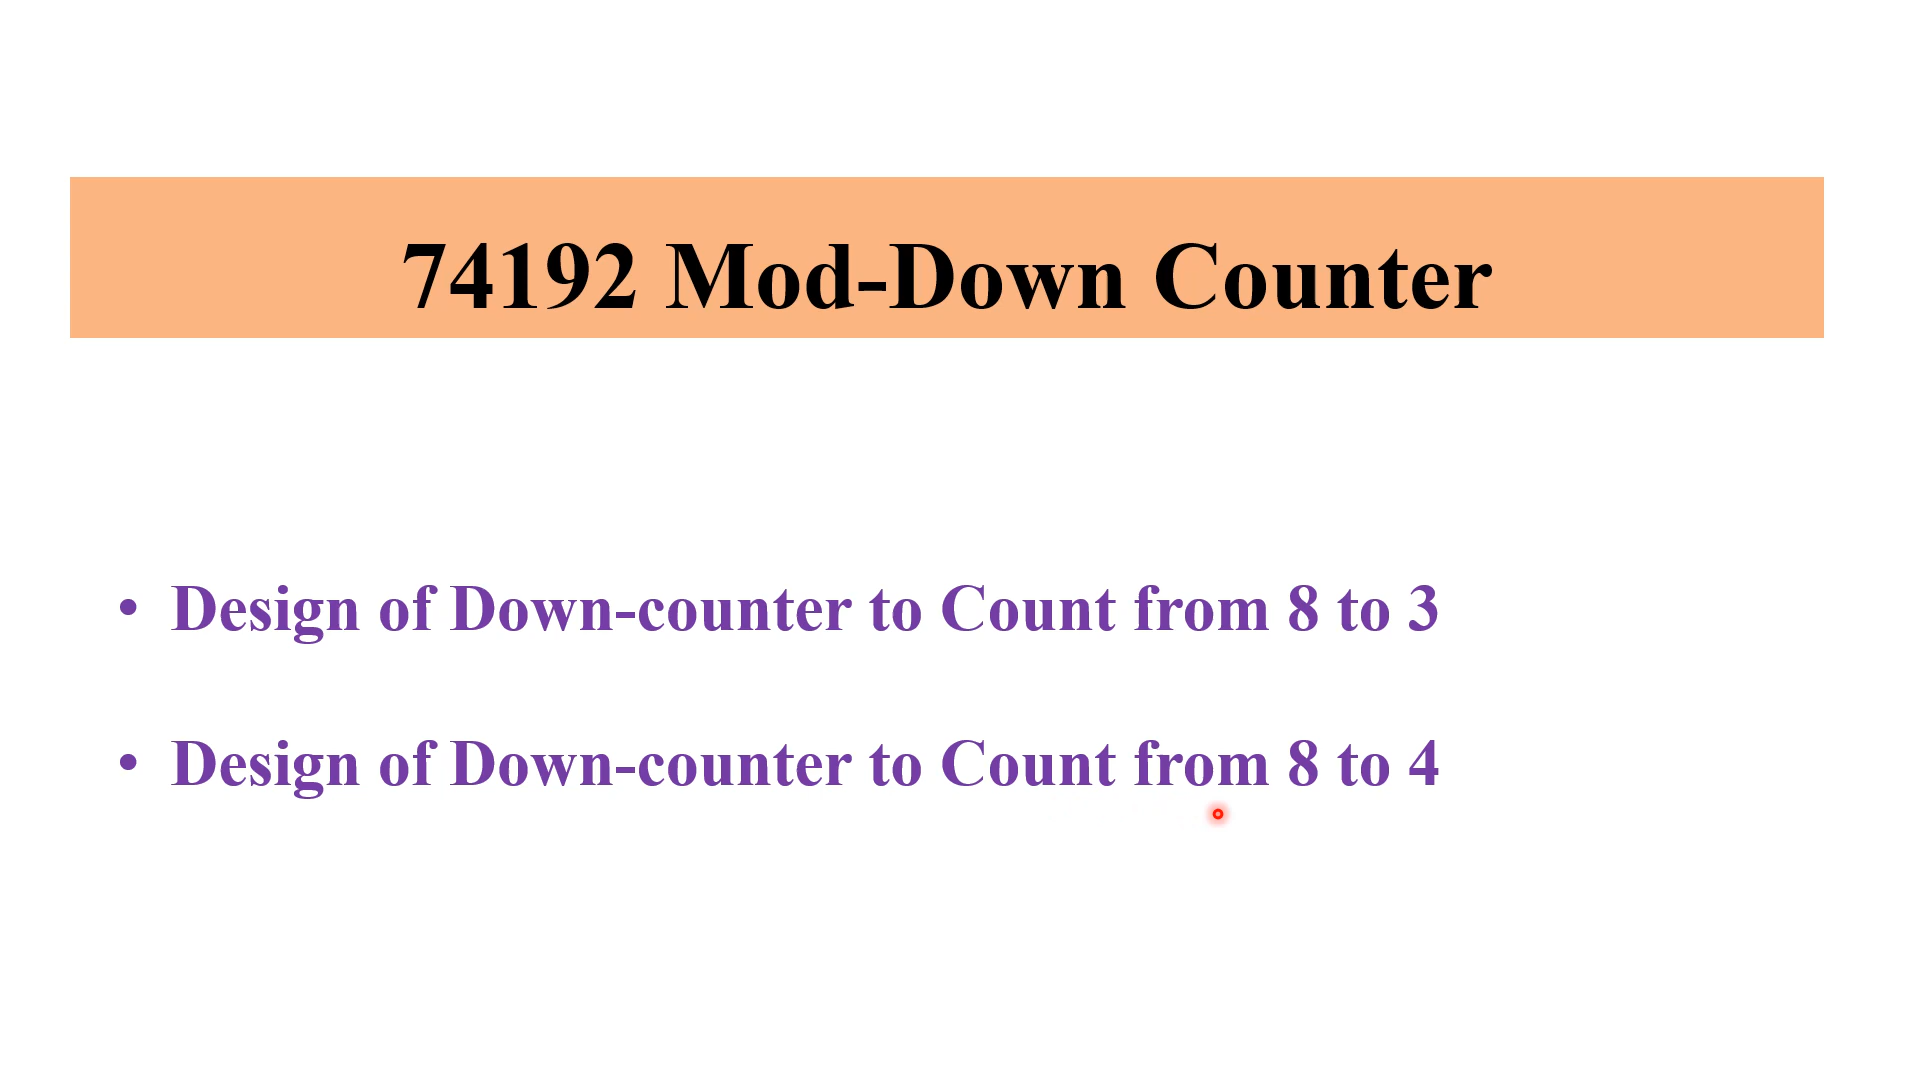 74192 Mod-Down Counter
• Design of Down-counter to Count from 8 to 3
• Design of Down-counter to Count from 8 to 4